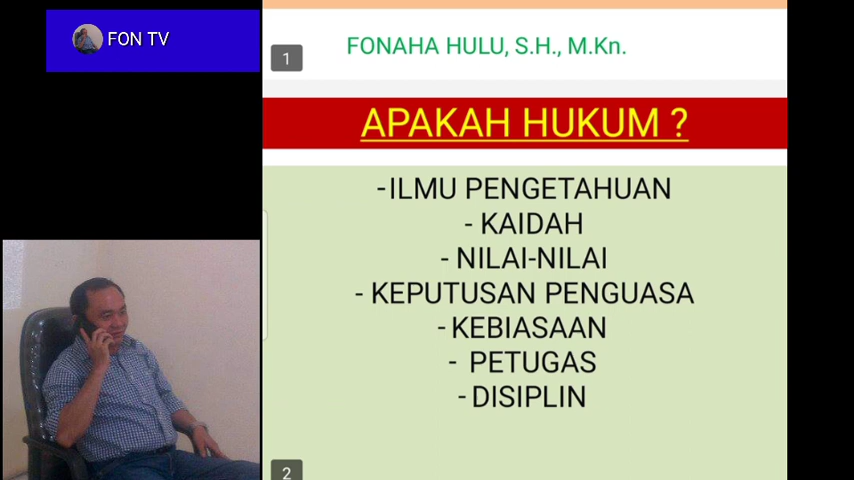 FON TV
1
FONAHA HULU, S.H., M.Kn.
APAKAH HUKUM ?
-ILMU PENGETAHUAN
- KAIDAH
- NILAI-NILAI
- KEPUTUSAN PENGUASA
-KEBIASAAN
- PETUGAS
-DISIPLIN
2